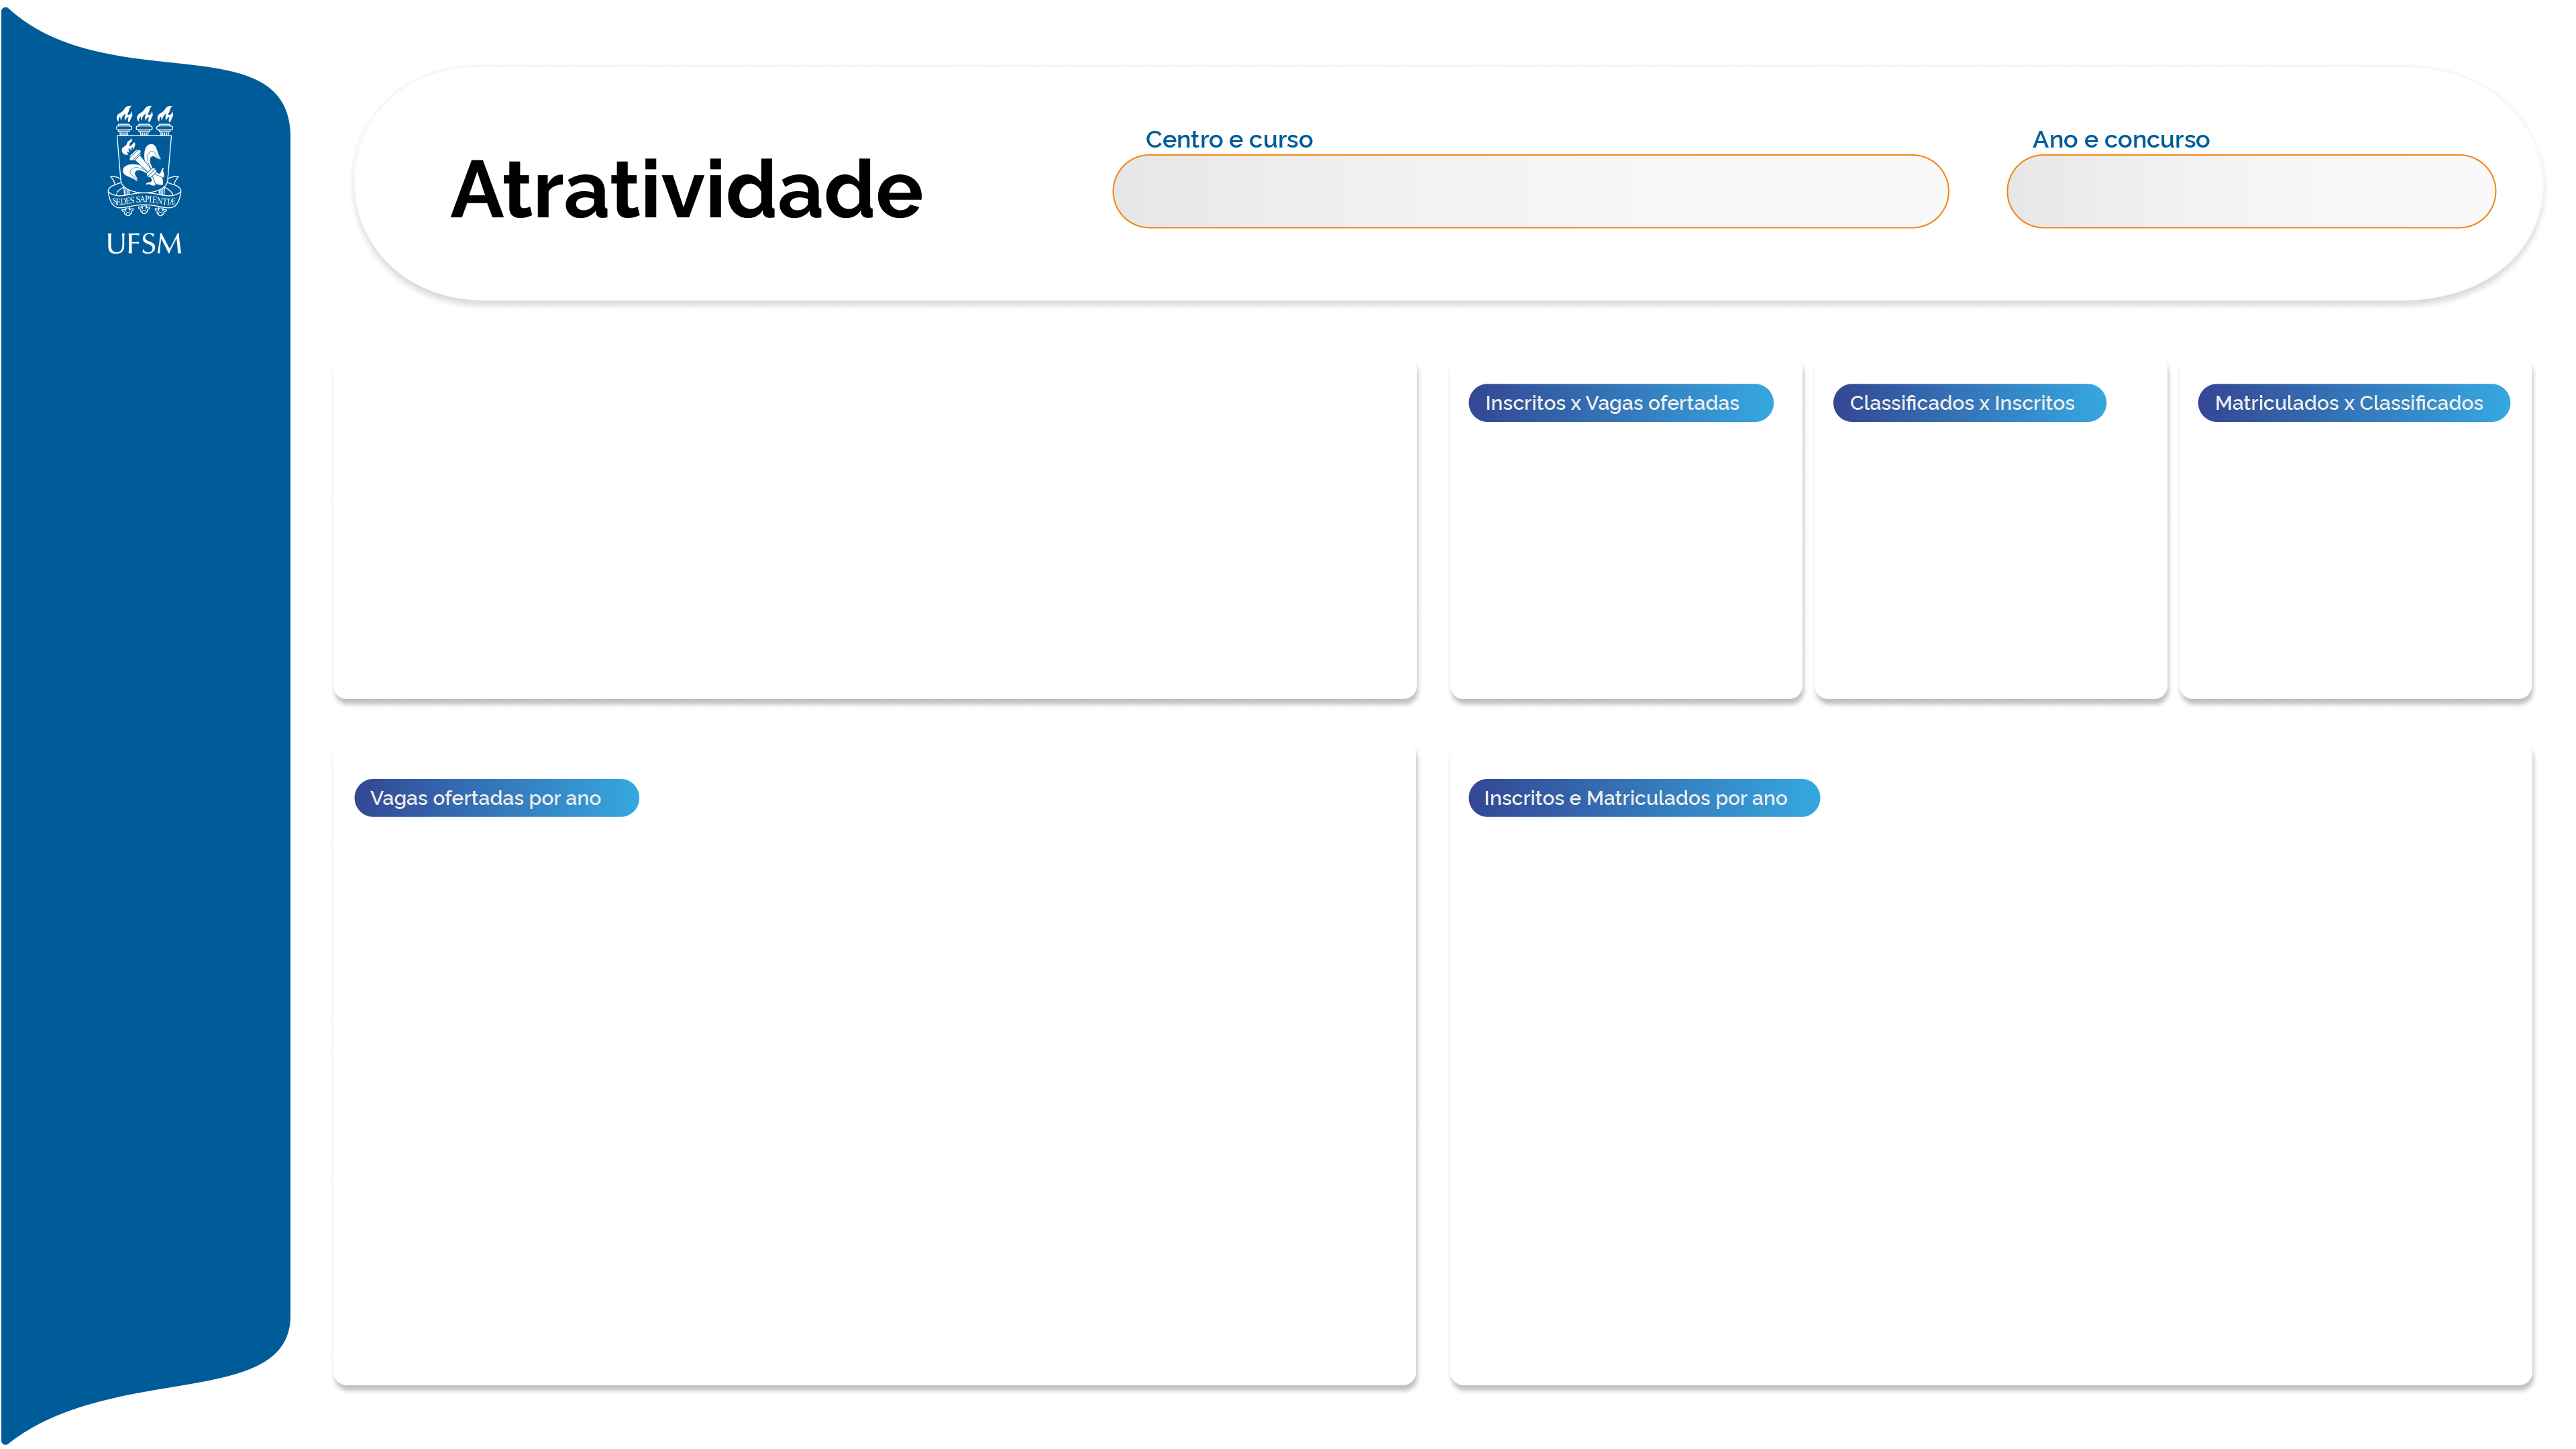 SEDES SAPIENTIÆ
UFSM
Atratividade
Centro e curso
Ano e concurso
Inscritos x Vagas ofertadas
Classificados x Inscritos
Matriculados x Classificados
Vagas ofertadas por ano
Inscritos e Matriculados por ano